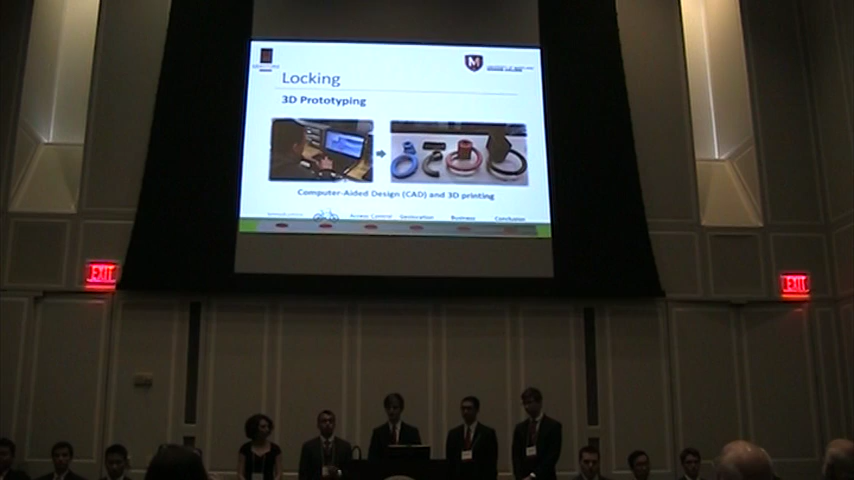 M
Locking
3D Prototyping
Computer-Aided Design (CAD) and 3D printing
Access Control Geolocation Business Conclusion
EXIT
EXIT